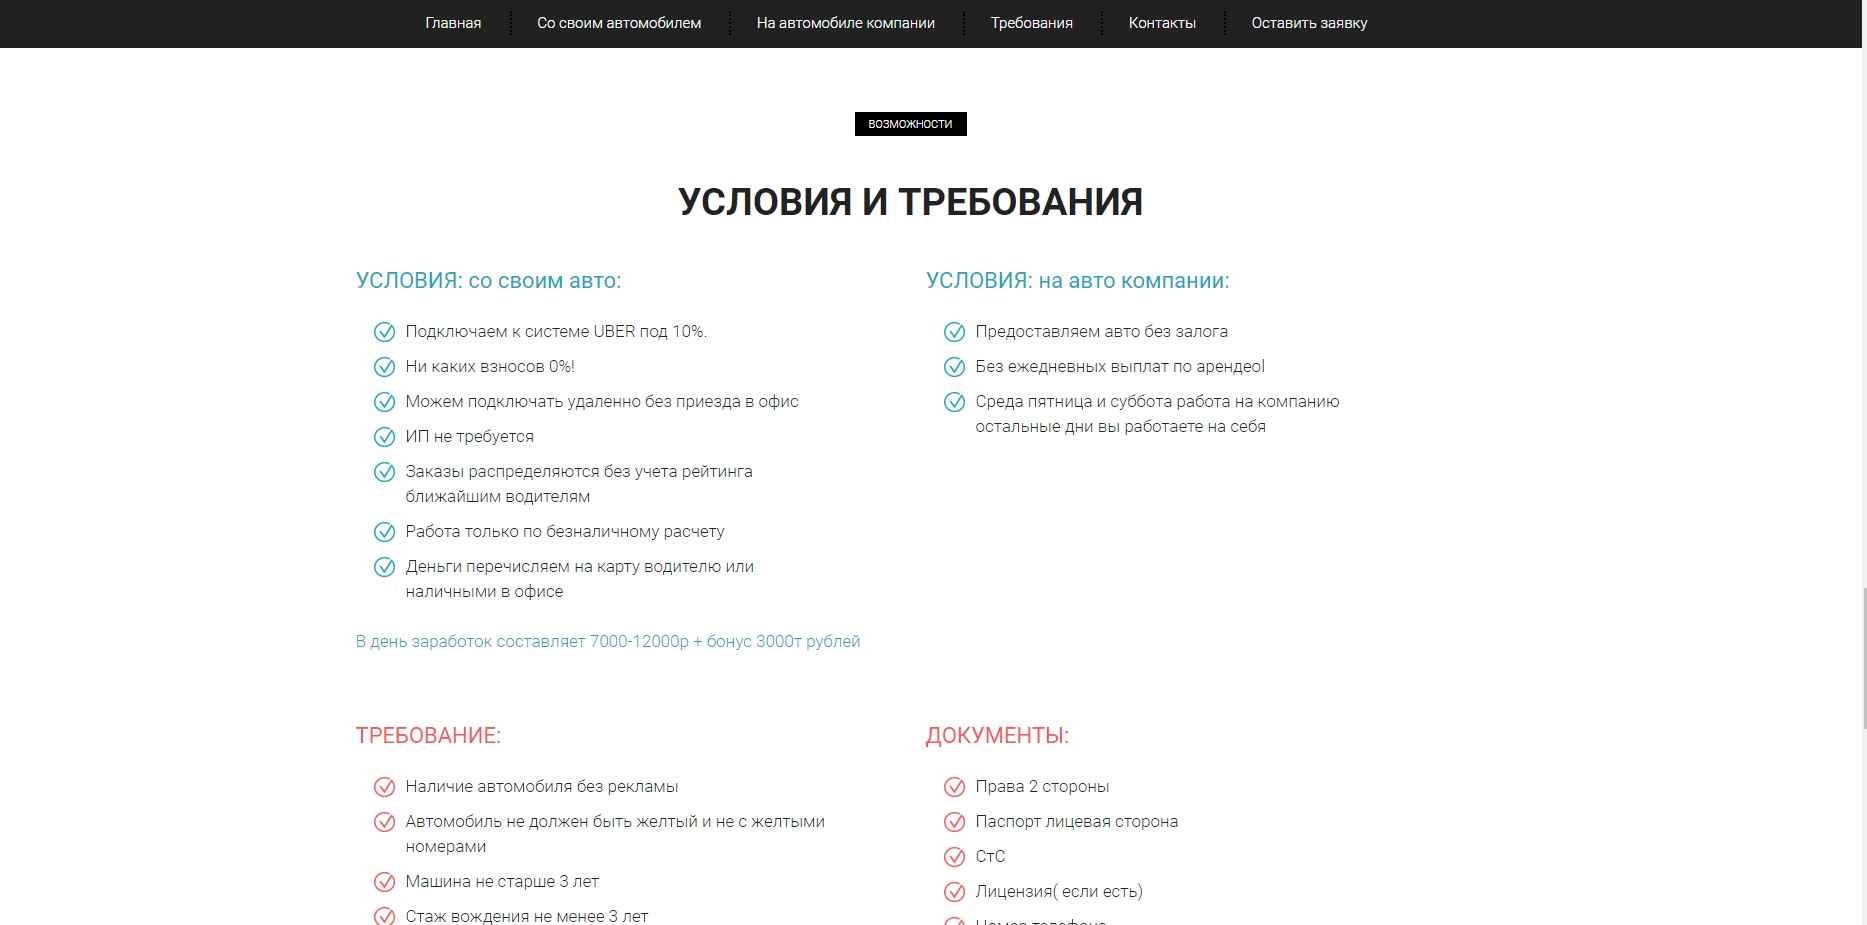 Главная
Со своим автомобилем
На автомобиле компании
Требования
Контакты
Оставить заявку
ВОЗМОЖНОСТИ
УСЛОВИЯ И ТРЕБОВАНИЯ
УСЛОВИЯ: со своим авто:
Подключаем к системе UBER под 10%.
Ни каких взносов 0%!
Можем подключать удаленно без приезда в офис
ИП не требуется
Заказы распределяются без учета рейтинга
ближайшим водителям
Работа только по безналичному расчету
Деньги перечисляем на карту водителю или
наличными в офисе
В день заработок составляет 7000-12000р + бонус 3000т рублей
УСЛОВИЯ: на авто компании:
Предоставляем авто без залога
Без ежедневных выплат по арендеol
Среда пятница и суббота работа на компанию
остальные дни вы работаете на себя
ТРЕБОВАНИЕ:
Наличие автомобиля без рекламы
Автомобиль не должен быть желтый и не с желтыми
номерами
Машина не старше 3 лет
Стаж вождения не менее 3 лет
ДОКУМЕНТЫ:
Права 2 стороны
Паспорт лицевая сторона
СтС
Лицензия( если есть)
Номер телефона